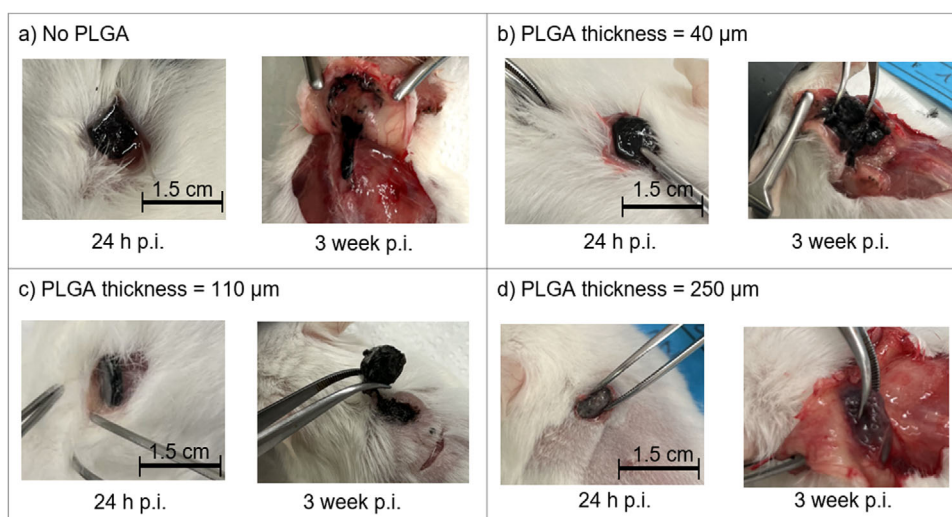 a) No PLGA
1.5 cm
24 h p.i.
3 week p.i.
b) PLGA thickness = 40 µm
1.5 cm
24 h p.i.
3 week p.i.
c) PLGA thickness = 110 µm
1.5 cm
24 h p.i.
3 week p.i.
d) PLGA thickness = 250 µm
1.5 cm
24 h p.i.
3 week p.i.